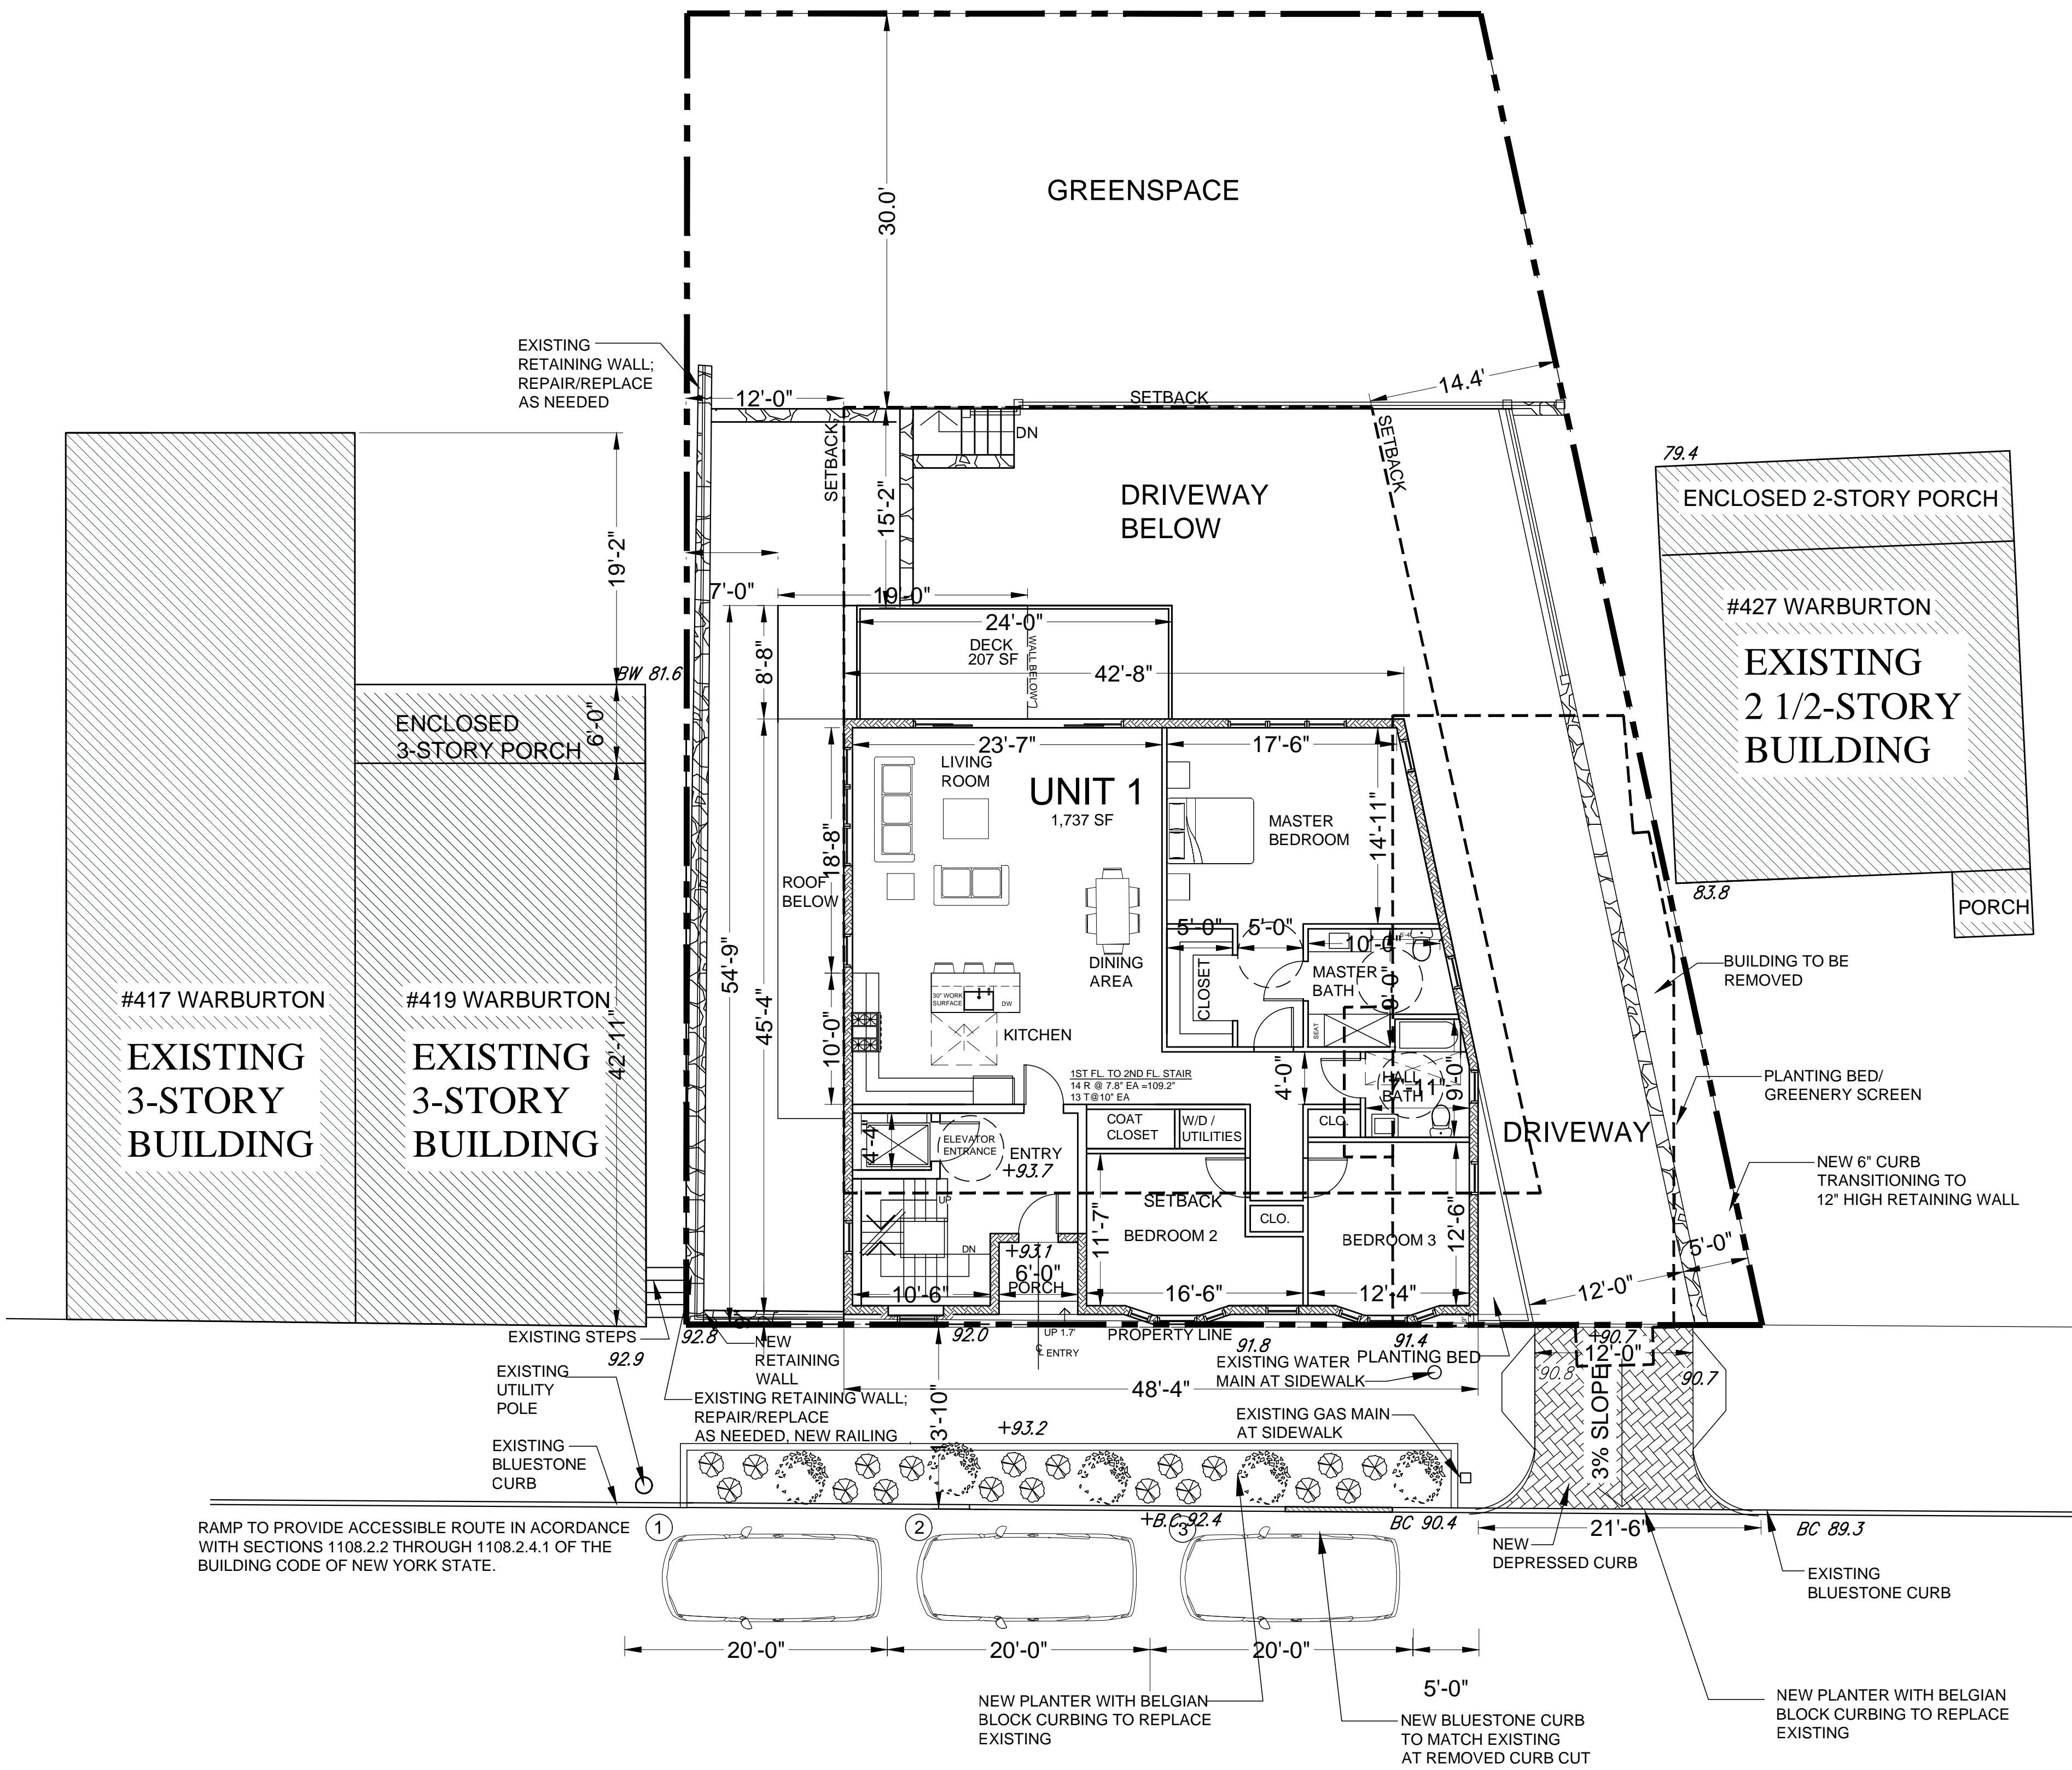 GREENSPACE
30.0'
EXISTING
RETAINING WALL;
REPAIR/REPLACE
AS NEEDED
12'-0"
SETBACK
14.4'
SETBACK
SETBACK
DN
15'-2"
DRIVEWAY
BELOW
79.4
ENCLOSED 2-STORY PORCH
#427 WARBURTON
EXISTING
2 1/2-STORY
BUILDING
83.8
PORCH
19'-2"
7'-0"
19'-0"
24'-0"
DECK
207 SF
WALL BELOW
42'-8"
8'-8"
BW 81.6
ENCLOSED
3-STORY PORCH
6'-0"
23'-7"
17'-6"
LIVING
ROOM
UNIT 1
1,737 SF
MASTER
BEDROOM
14'-11"
18'-8"
ROOF
BELOW
5'-0"
5'-0"
10'-0"
54'-9"
45'-4"
DINING
AREA
CLOSET
MASTER
BATH
BUILDING TO BE
REMOVED
#417 WARBURTON
EXISTING
3-STORY
BUILDING
#419 WARBURTON
EXISTING
3-STORY
BUILDING
42'-11"
30" WORK
SURFACE
DW
KITCHEN
10'-0"
SEAT
1ST FL. TO 2ND FL. STAIR
14 R @ 7.8" EA =109.2"
13 T@10" EA
4'-0"
HALL
BATH
9'-0"
PLANTING BED/
GREENERY SCREEN
COAT
CLOSET
W/D /
UTILITIES
CLO.
DRIVEWAY
4'-4"
ELEVATOR
ENTRANCE
ENTRY
+93.7
NEW 6" CURB
TRANSITIONING TO
12" HIGH RETAINING WALL
UP
SETBACK
11'-7"
BEDROOM 2
CLO.
BEDROOM 3
12'-6"
DN
+93.1
6'-0"
PORCH
10'-6"
16'-6"
12'-4"
5'-0"
12'-0"
EXISTING STEPS
92.8
92.9
NEW
RETAINING
WALL
92.0
UP 1.7'
ENTRY
PROPERTY LINE
91.8
91.4
EXISTING WATER
MAIN AT SIDEWALK
PLANTING BED
+90.7
12'-0"
90.8
90.7
EXISTING
UTILITY
POLE
48'-4"
EXISTING RETAINING WALL;
REPAIR/REPLACE
AS NEEDED, NEW RAILING
13'-10"
+93.2
EXISTING GAS MAIN
AT SIDEWALK
3% SLOPE
EXISTING
BLUESTONE
CURB
RAMP TO PROVIDE ACCESSIBLE ROUTE IN ACORDANCE
WITH SECTIONS 1108.2.2 THROUGH 1108.2.4.1 OF THE
BUILDING CODE OF NEW YORK STATE.
1
2
3
+B.C 92.4
BC 90.4
21'-6"
BC 89.3
NEW
DEPRESSED CURB
EXISTING
BLUESTONE CURB
20'-0"
20'-0"
20'-0"
5'-0"
NEW PLANTER WITH BELGIAN
BLOCK CURBING TO REPLACE
EXISTING
NEW BLUESTONE CURB
TO MATCH EXISTING
AT REMOVED CURB CUT
NEW PLANTER WITH BELGIAN
BLOCK CURBING TO REPLACE
EXISTING